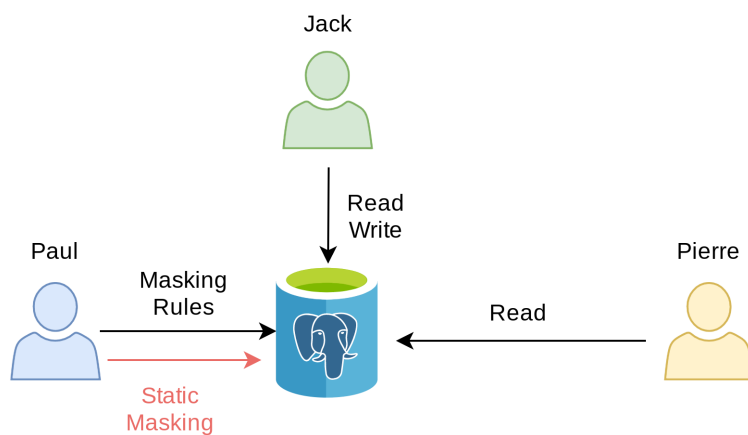 Jack
Read
Write
Paul
Pierre
Masking
Rules
Read
Static
Masking